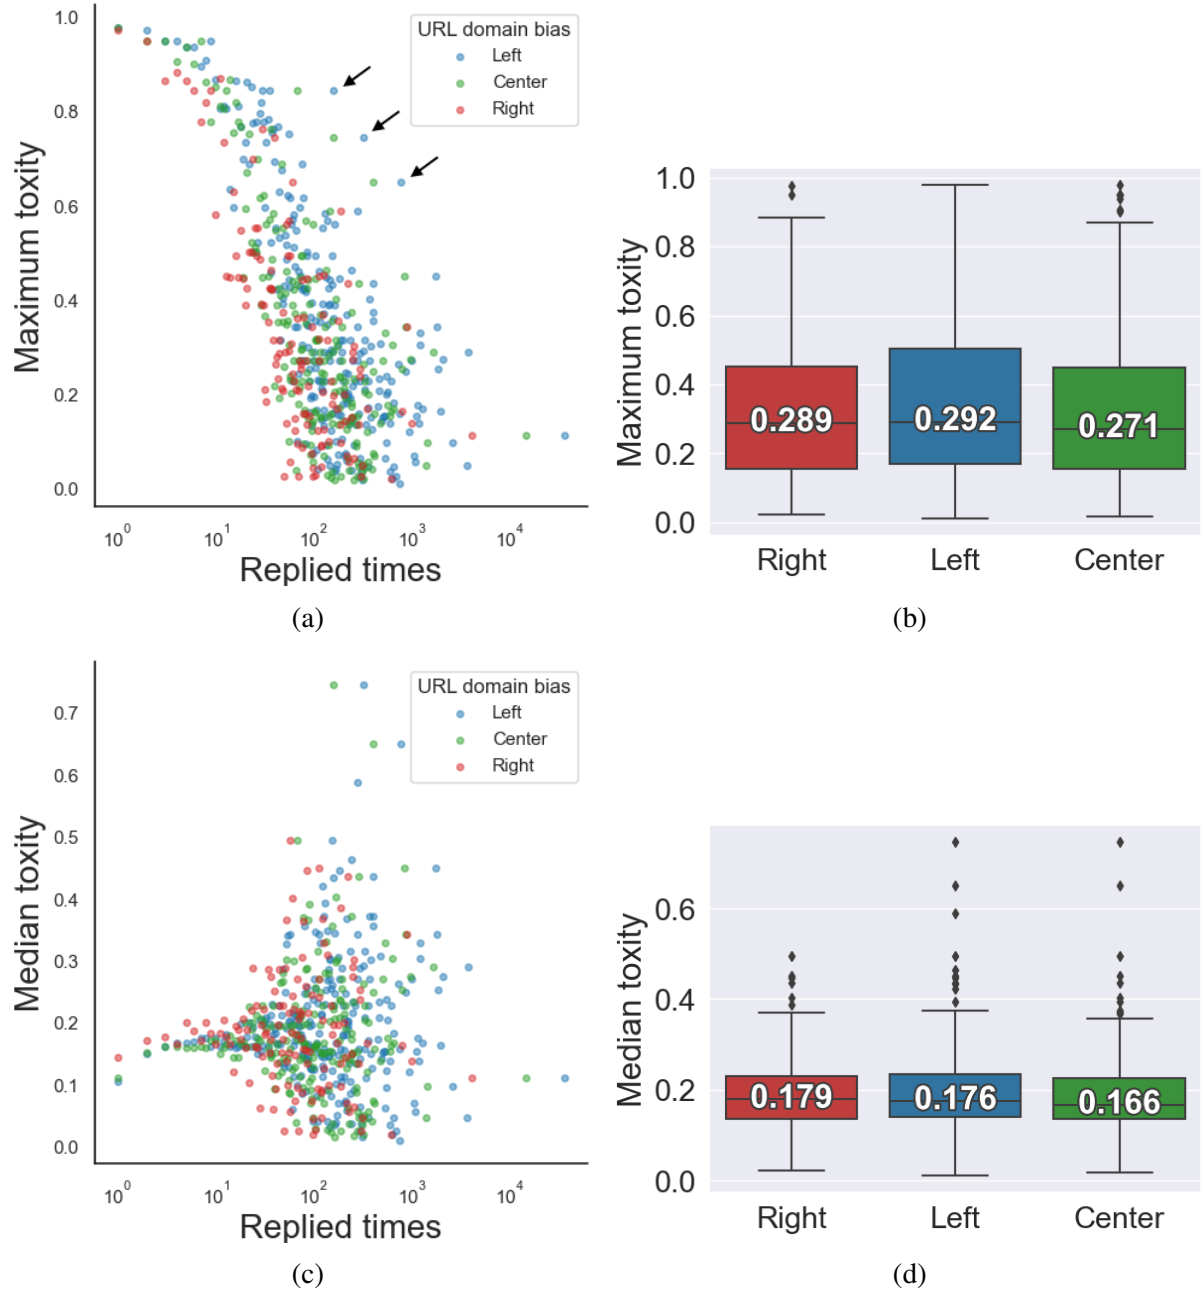 1.0
0.8
0.6
0.4
0.2
0.0
Maximum toxity
10^0
10^1
10^2
10^3
10^4
Replied times
URL domain bias
Left
Center
Right
(a)
1.0
0.8
0.6
0.4
0.2
0.0
Maximum toxity
0.289
0.292
0.271
Right
Left
Center
(b)
0.7
0.6
0.5
0.4
0.3
0.2
0.1
0.0
Median toxity
10^0
10^1
10^2
10^3
10^4
Replied times
URL domain bias
Left
Center
Right
(c)
0.6
0.4
0.2
0.0
Median toxity
0.179
0.176
0.166
Right
Left
Center
(d)